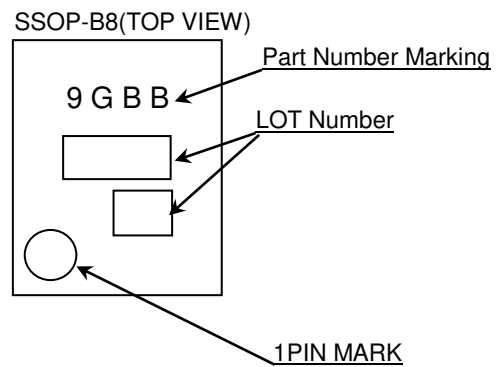 SSOP-B8(TOP VIEW)
Part Number Marking
9 G B B
LOT Number
1PIN MARK